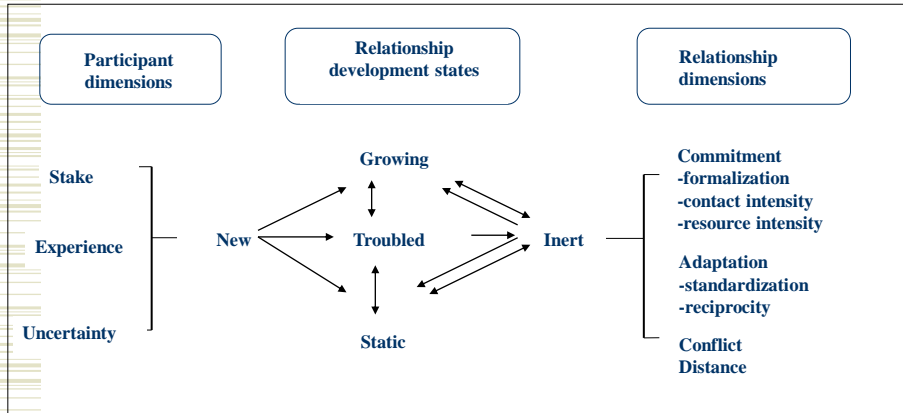 Participant
dimensions
Relationship
development states
Relationship
dimensions
Stake
Experience
Uncertainty
New
Growing
Troubled
Static
Inert
Commitment
-formalization
-contact intensity
-resource intensity
Adaptation
-standardization
-reciprocity
Conflict
Distance